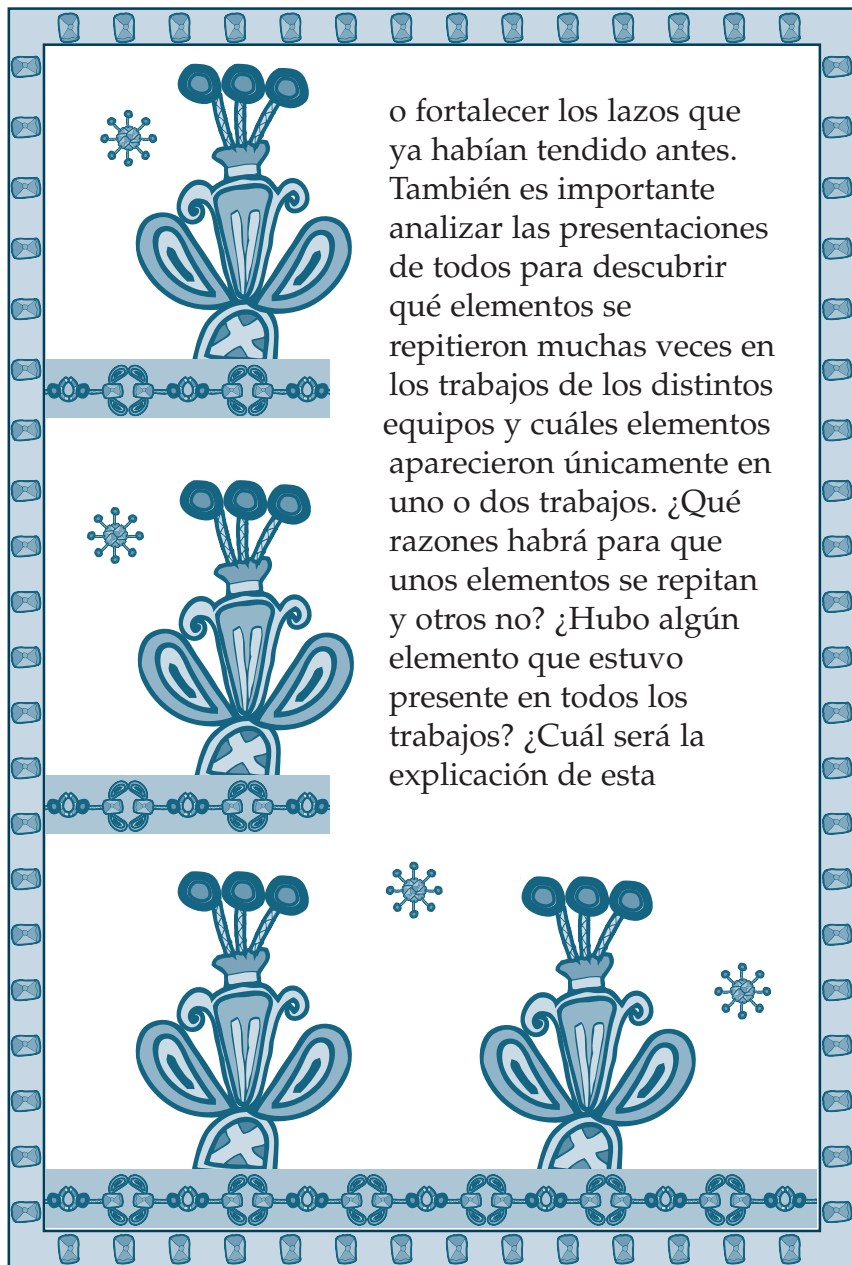 o fortalecer los lazos que
ya habían tendido antes.
También es importante
analizar las presentaciones
de todos para descubrir
qué elementos se
repitieron muchas veces en
los trabajos de los distintos
equipos y cuáles elementos
aparecieron únicamente en
uno o dos trabajos. ¿Qué
razones habrá para que
unos elementos se repitan
y otros no? ¿Hubo algún
elemento que estuvo
presente en todos los
trabajos? ¿Cuál será la
explicación de esta